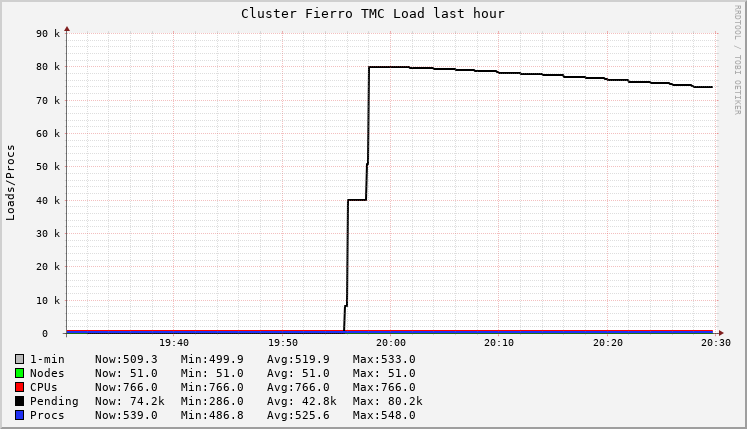 Cluster Fierro TMC Load last hour
RRDTOOL / TOBI OETIKER
Loads/Procs
90 k
80 k
70 k
60 k
50 k
40 k
30 k
20 k
10 k
0
19:40 19:50 20:00 20:10 20:20 20:30
1-min Now:509.3 Min:499.9 Avg:519.9 Max:533.0
Nodes Now: 51.0 Min: 51.0 Avg: 51.0 Max: 51.0
CPUs Now:766.0 Min:766.0 Avg:766.0 Max:766.0
Pending Now: 74.2k Min:286.0 Avg: 42.8k Max: 80.2k
Procs Now:539.0 Min:486.8 Avg:525.6 Max:548.0